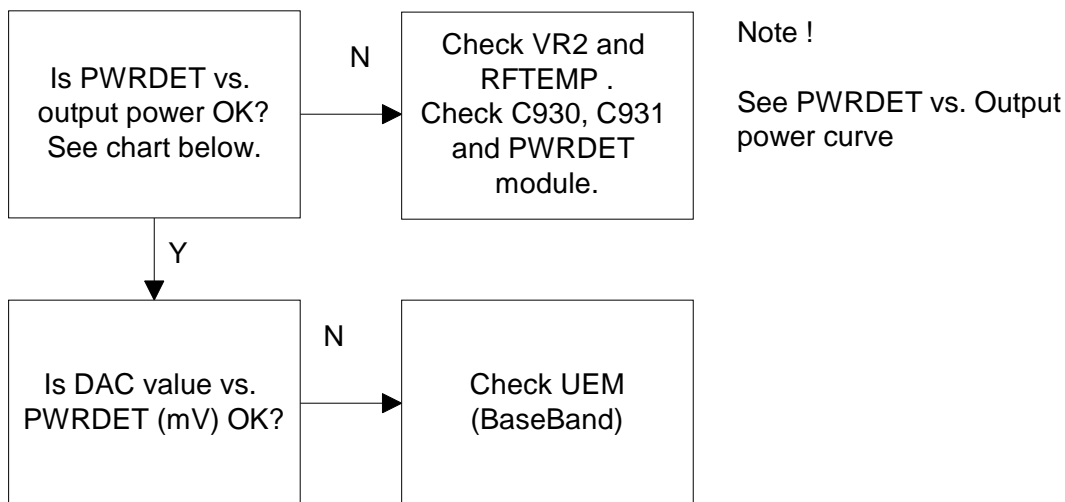 Is PWRDET vs.
output power OK?
See chart below.
N
Check VR2 and
RFTEMP .
Check C930, C931
and PWRDET
module.
Note !
See PWRDET vs. Output
power curve
Y
Is DAC value vs.
PWRDET (mV) OK?
N
Check UEM
(BaseBand)